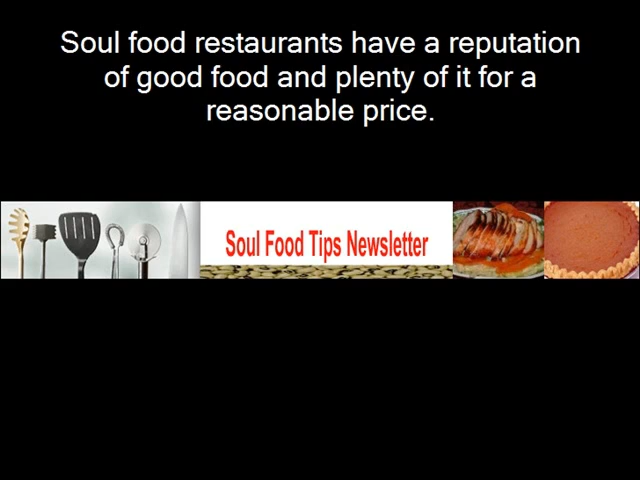 Soul food restaurants have a reputation
of good food and plenty of it for a
reasonable price.
Soul Food Tips Newsletter